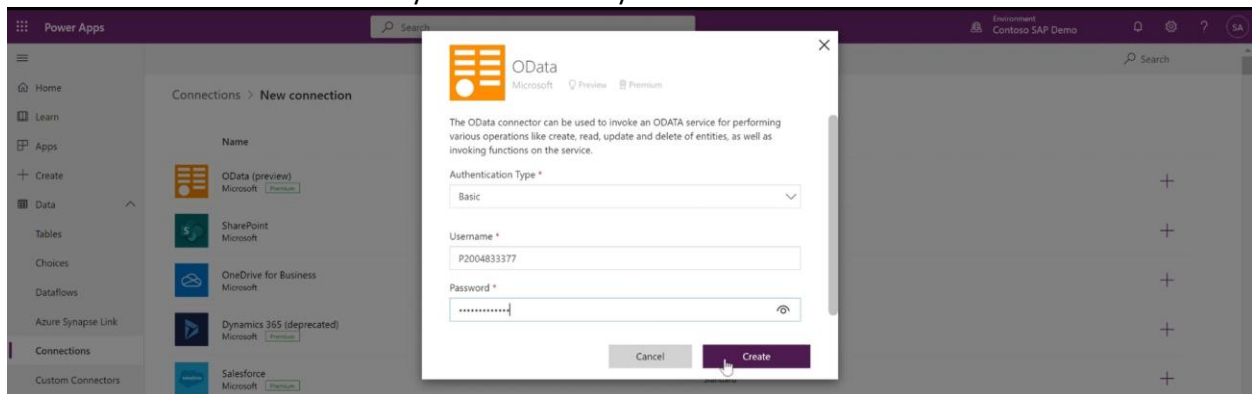 Power Apps
Search
Environment
Contoso SAP Demo
SA
Search
Home
Learn
Apps
Create
Data
Tables
Choices
Dataflows
Azure Synapse Link
Connections
Custom Connectors
Connections > New connection
Name
OData (preview)
Microsoft Premium
SharePoint
Microsoft
OneDrive for Business
Microsoft
Dynamics 365 (deprecated)
Microsoft Premium
Salesforce
Microsoft Premium
Standard
OData
Microsoft Preview Premium
The OData connector can be used to invoke an ODATA service for performing
various operations like create, read, update and delete of entities, as well as
invoking functions on the service.
Authentication Type *
Basic
Username *
P2004833377
Password *
•••••••••••••
Cancel
Create